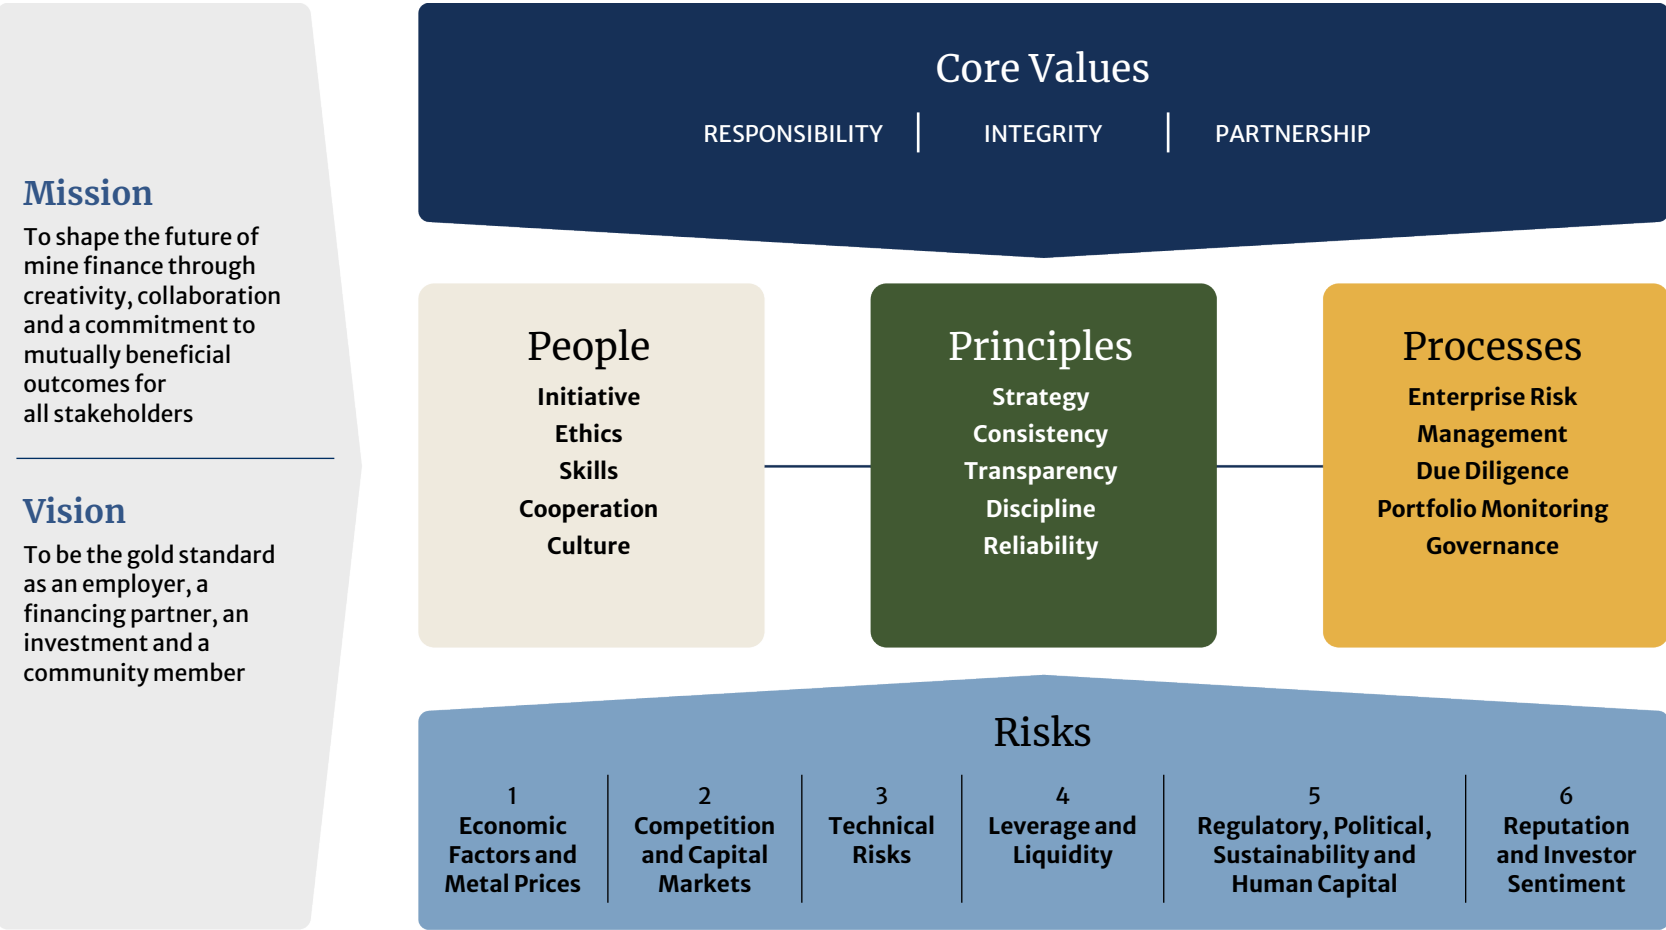 Mission
To shape the future of
mine finance through
creativity, collaboration
and a commitment to
mutually beneficial
outcomes for
all stakeholders
Vision
To be the gold standard
as an employer, a
financing partner, an
investment and a
community member
Core Values
RESPONSIBILITY
INTEGRITY
PARTNERSHIP
People
Initiative
Ethics
Skills
Cooperation
Culture
Principles
Strategy
Consistency
Transparency
Discipline
Reliability
Processes
Enterprise Risk
Management
Due Diligence
Portfolio Monitoring
Governance
Risks
1
Economic
Factors and
Metal Prices
2
Competition
and Capital
Markets
3
Technical
Risks
4
Leverage and
Liquidity
5
Regulatory, Political,
Sustainability and
Human Capital
6
Reputation
and Investor
Sentiment